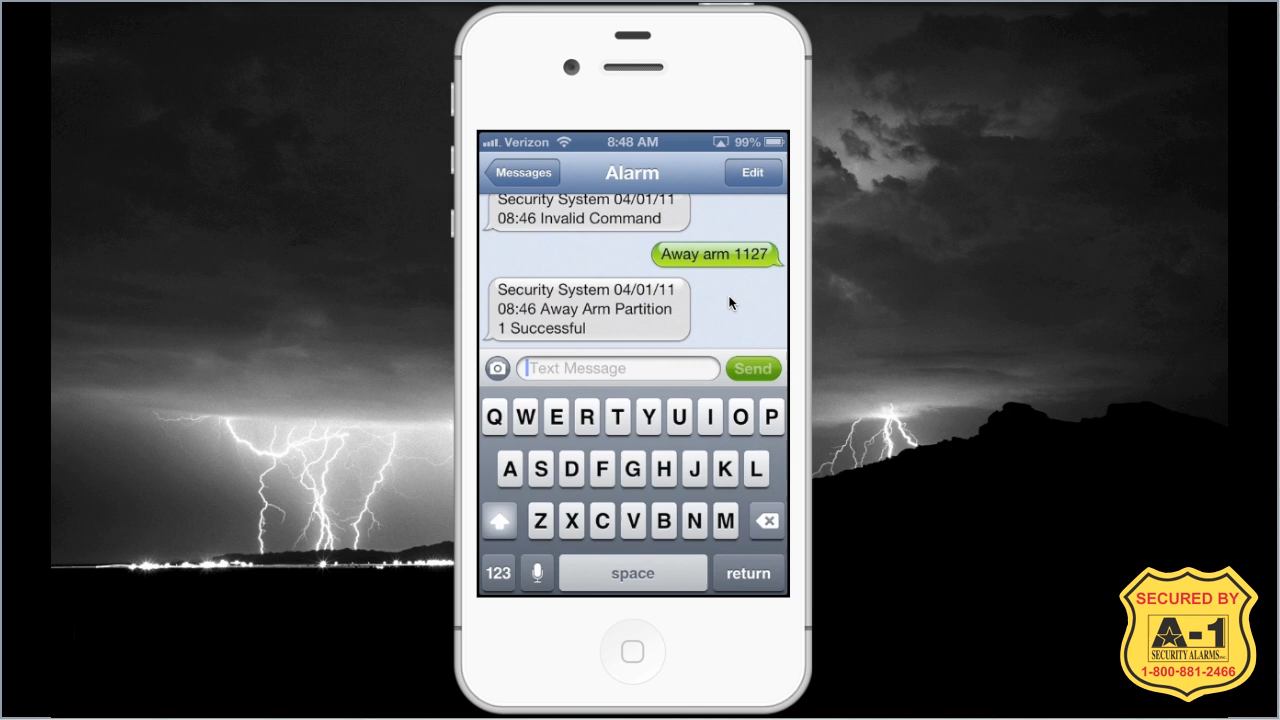 Verizon 8:48 AM 99%
Messages Alarm Edit
Security System 04/01/11
08:46 Invalid Command
Away arm 1127
Security System 04/01/11
08:46 Away Arm Partition
1 Successful
Text Message Send
Q W E R T Y U I O P
A S D F G H J K L
Z X C V B N M
123 space return
SECURED BY
A-1
SECURITY ALARMS, INC.
1-800-881-2466